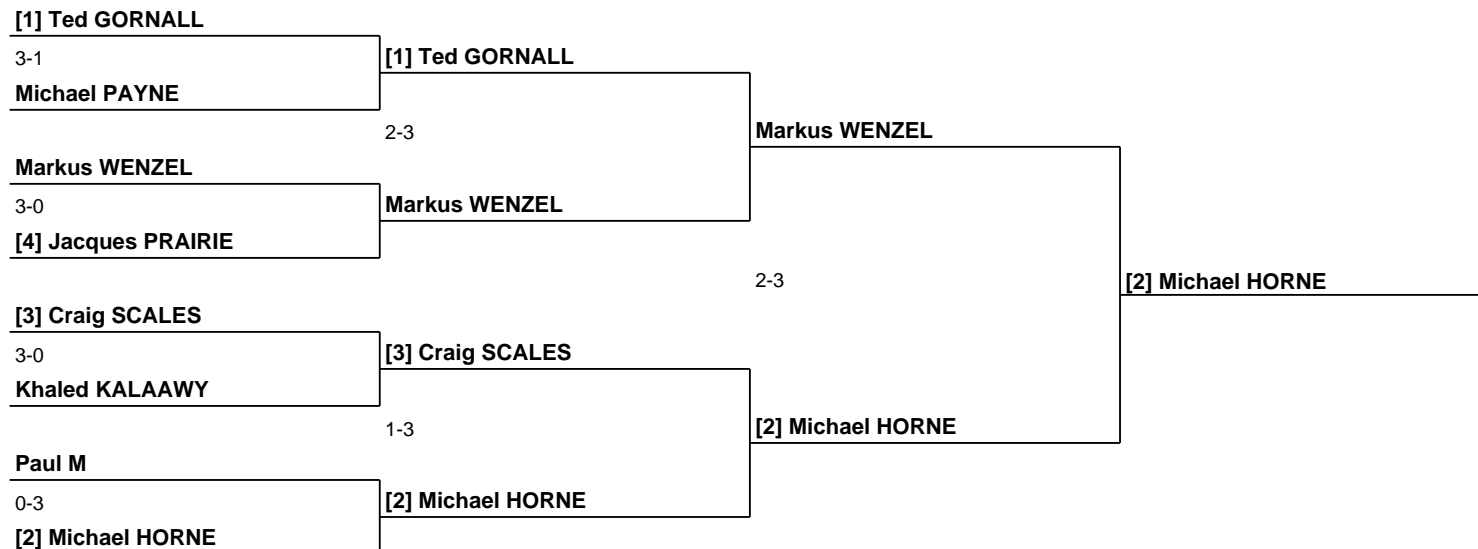 [1] Ted GORNALL
3-1
[1] Ted GORNALL
Michael PAYNE
2-3
Markus WENZEL
Markus WENZEL
3-0
Markus WENZEL
[4] Jacques PRAIRIE
2-3
[2] Michael HORNE
[3] Craig SCALES
3-0
[3] Craig SCALES
Khaled KALAAWY
1-3
[2] Michael HORNE
Paul M
0-3
[2] Michael HORNE
[2] Michael HORNE